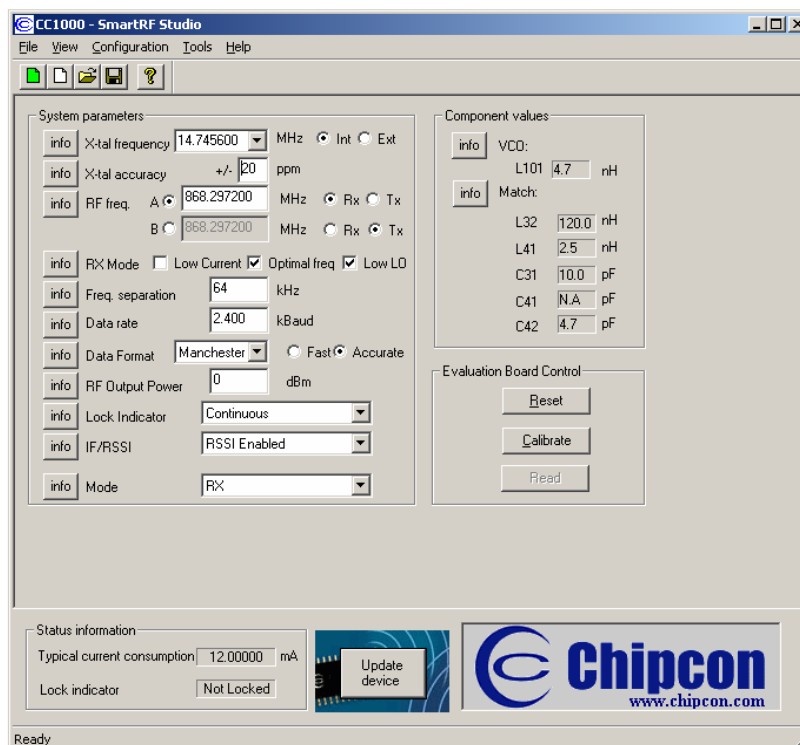 CC1000 - SmartRF Studio
File View Configuration Tools Help
System parameters
info X-tal frequency 14.745600 MHz Int Ext
info X-tal accuracy +/- 20 ppm
info RF freq. A 868.297200 MHz Rx Tx
B 868.297200 MHz Rx Tx
info RX Mode Low Current Optimal freq Low LO
info Freq. separation 64 kHz
info Data rate 2.400 kBaud
info Data Format Manchester Fast Accurate
info RF Output Power 0 dBm
info Lock Indicator Continuous
info IF/RSSI RSSI Enabled
info Mode RX
Component values
info VCO:
L101 4.7 nH
info Match:
L32 120.0 nH
L41 2.5 nH
C31 10.0 pF
C41 N.A pF
C42 4.7 pF
Evaluation Board Control
Reset
Calibrate
Read
Status information
Typical current consumption 12.00000 mA
Lock indicator Not Locked
Update
device
Chipcon
www.chipcon.com
Ready